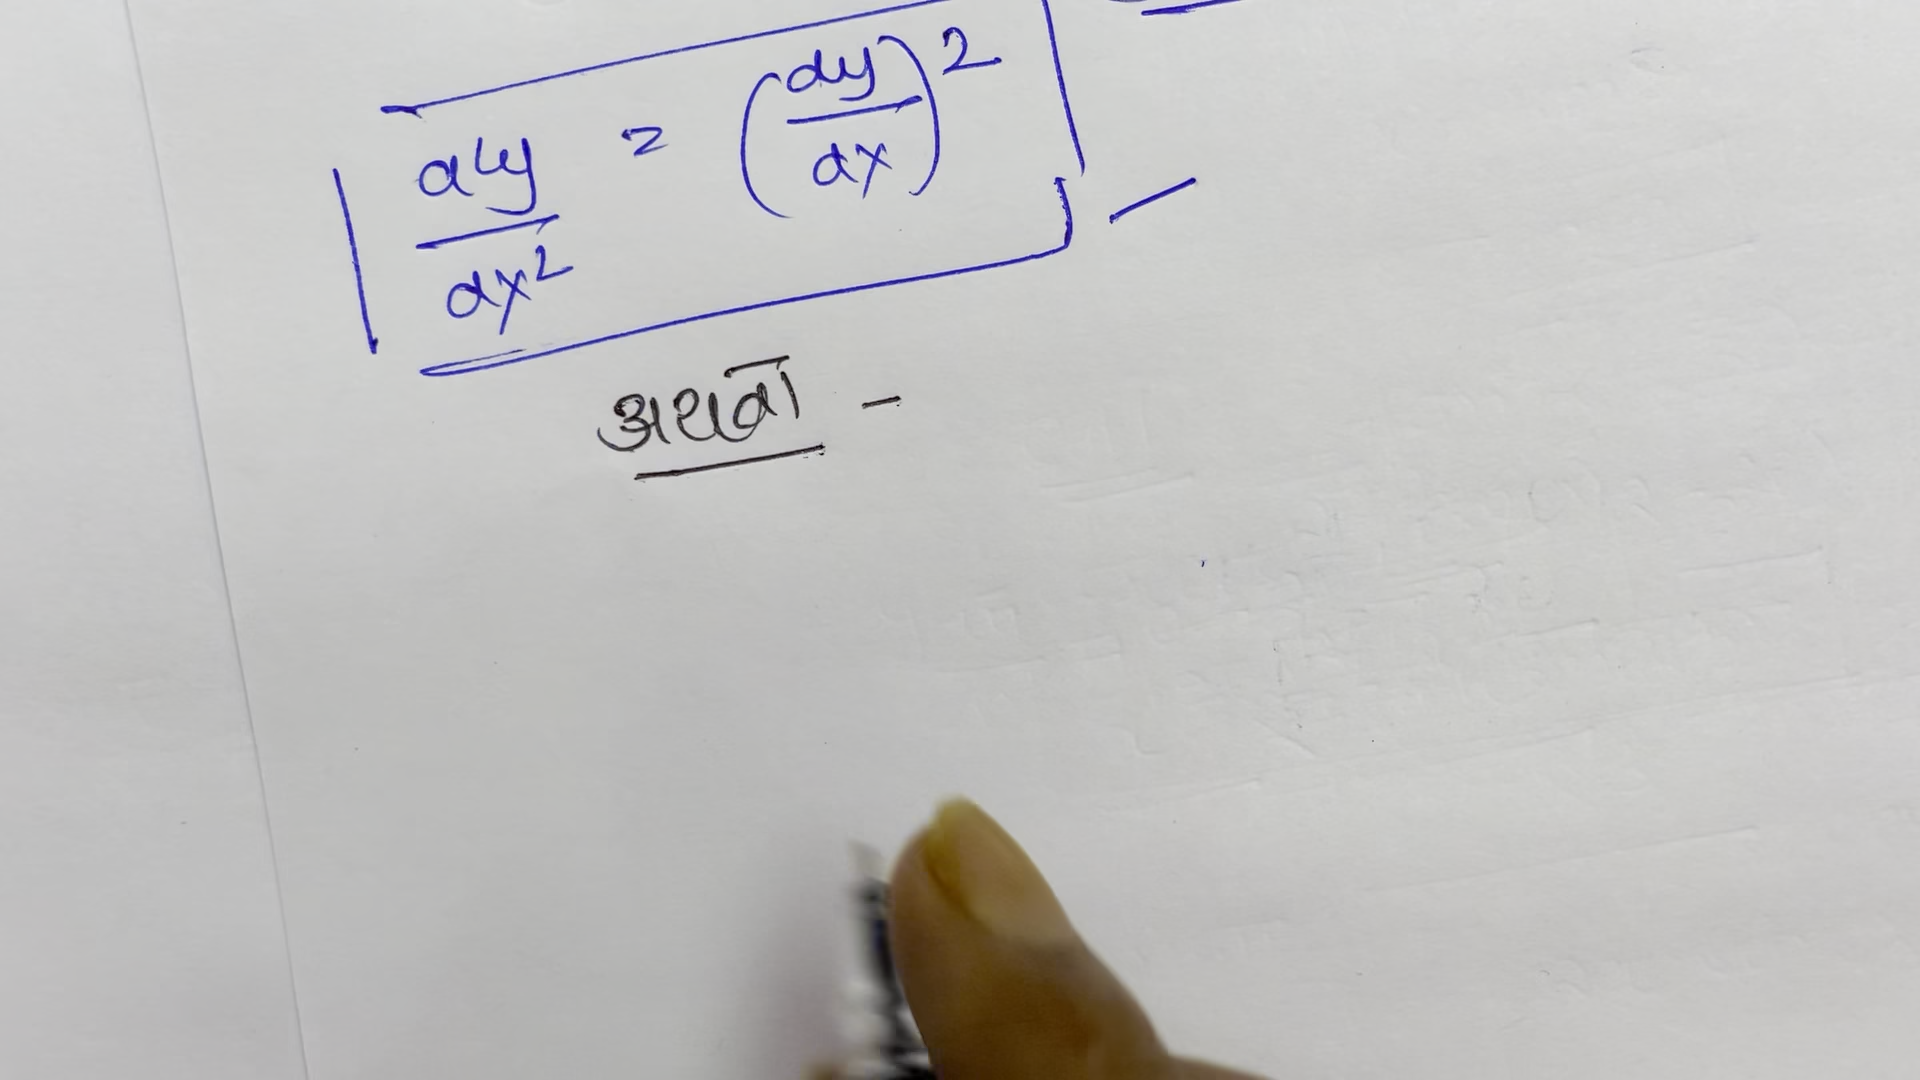 d²y/dx² = (dy/dx)²
अथवा -